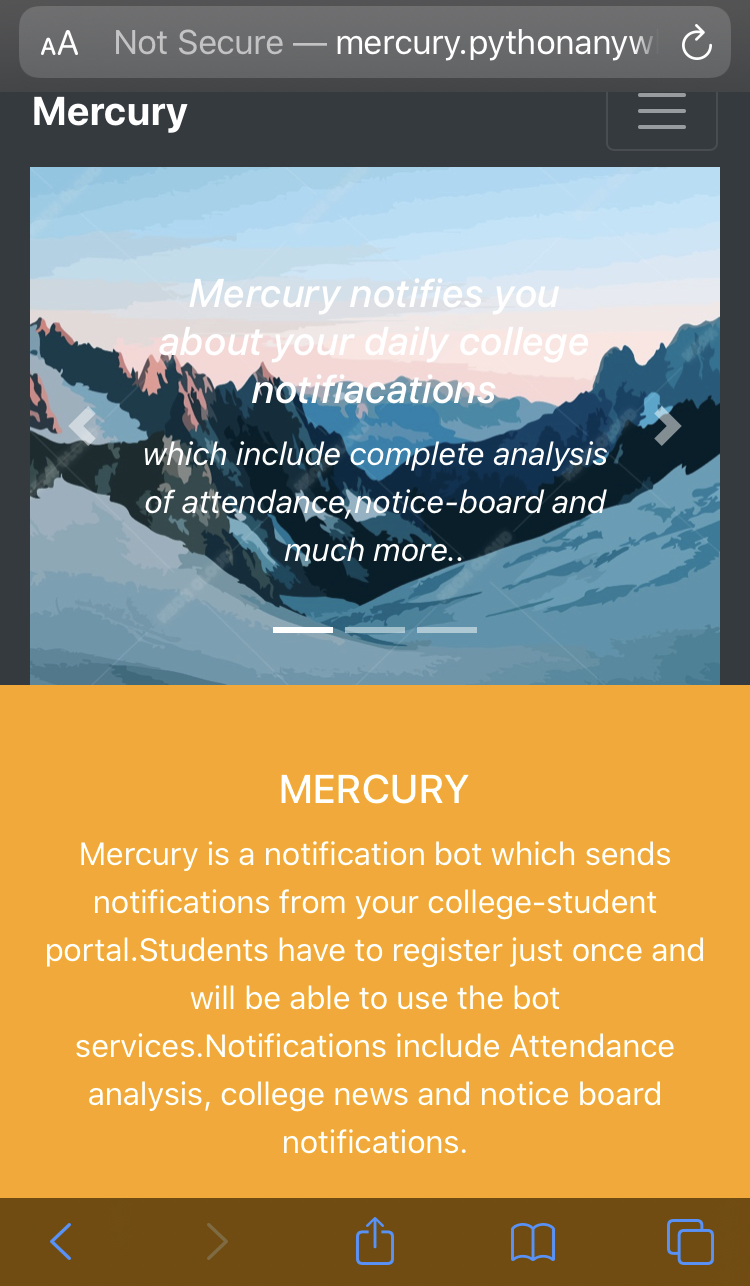 AA Not Secure — mercury.pythonanyw
Mercury
Mercury notifies you
about your daily college
notifiacations
which include complete analysis
of attendance,notice-board and
much more..
MERCURY
Mercury is a notification bot which sends
notifications from your college-student
portal.Students have to register just once and
will be able to use the bot
services.Notifications include Attendance
analysis, college news and notice board
notifications.